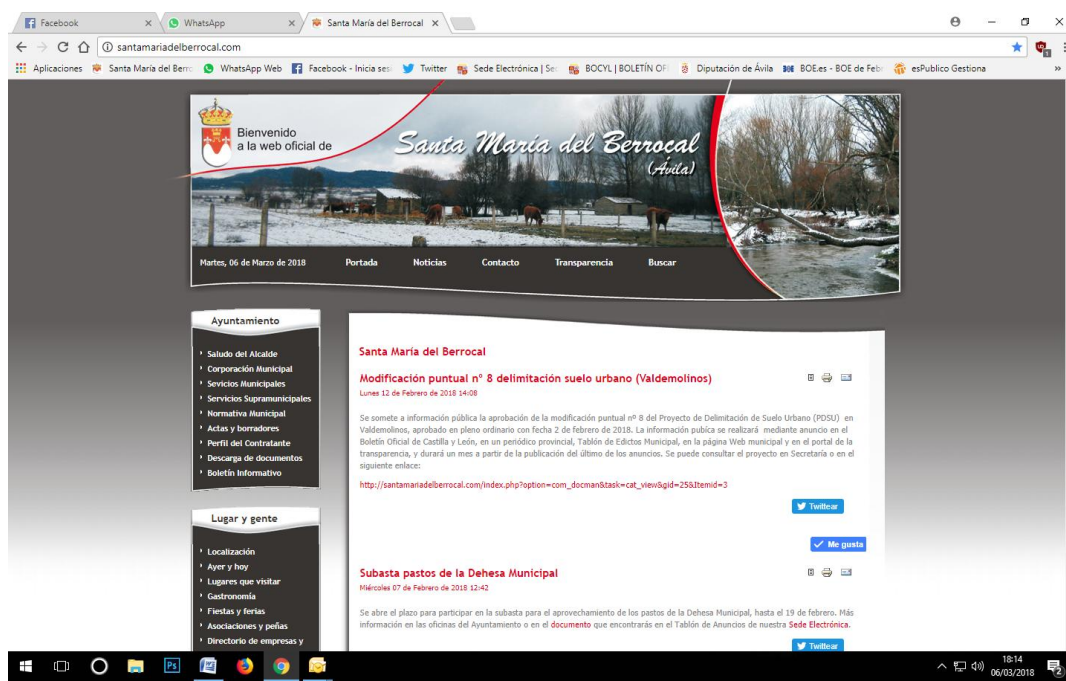 Facebook
WhatsApp
Santa María del Berrocal
santamariadelberrocal.com
Aplicaciones
Santa María del Berro
WhatsApp Web
Facebook - Inicia ses
Twitter
Sede Electrónica | Se
BOCYL | BOLETÍN OF
Diputación de Ávila
BOE.es - BOE de Feb
esPublico Gestiona
»
Bienvenido
a la web oficial de
Santa María del Berrocal
(Ávila)
Martes, 06 de Marzo de 2018
Portada
Noticias
Contacto
Transparencia
Buscar
Ayuntamiento
Saludo del Alcalde
Corporación Municipal
Sevicios Municipales
Servicios Supramunicipales
Normativa Municipal
Actas y borradores
Perfil del Contratante
Descarga de documentos
Boletín Informativo
Lugar y gente
Localización
Ayer y hoy
Lugares que visitar
Gastronomía
Fiestas y ferias
Asociaciones y peñas
Directorio de empresas y
Santa María del Berrocal
Modificación puntual nº 8 delimitación suelo urbano (Valdemolinos)
Lunes 12 de Febrero de 2018 14:08
Se somete a información pública la aprobación de la modificación puntual nº 8 del Proyecto de Delimitación de Suelo Urbano (PDSU) en
Valdemolinos, aprobado en pleno ordinario con fecha 2 de febrero de 2018. La información pubíca se realizará mediante anuncio en el
Boletín Oficial de Castilla y León, en un periódico provincial, Tablón de Edictos Municipal, en la página Web municipal y en el portal de la
transparencia, y durará un mes a partir de la publicación del último de los anuncios. Se puede consultar el proyecto en Secretaría o en el
siguiente enlace:
http://santamariadelberrocal.com/index.php?option=com_docman&task=cat_view&gid=25&Itemid=3
Twittear
Me gusta
Subasta pastos de la Dehesa Municipal
Miércoles 07 de Febrero de 2018 12:42
Se abre el plazo para participar en la subasta para el aprovechamiento de los pastos de la Dehesa Municipal, hasta el 19 de febrero. Más
información en las oficinas del Ayuntamiento o en el documento que encontrarás en el Tablón de Anuncios de nuestra Sede Electrónica.
Twittear
Ps
18:14
06/03/2018
2